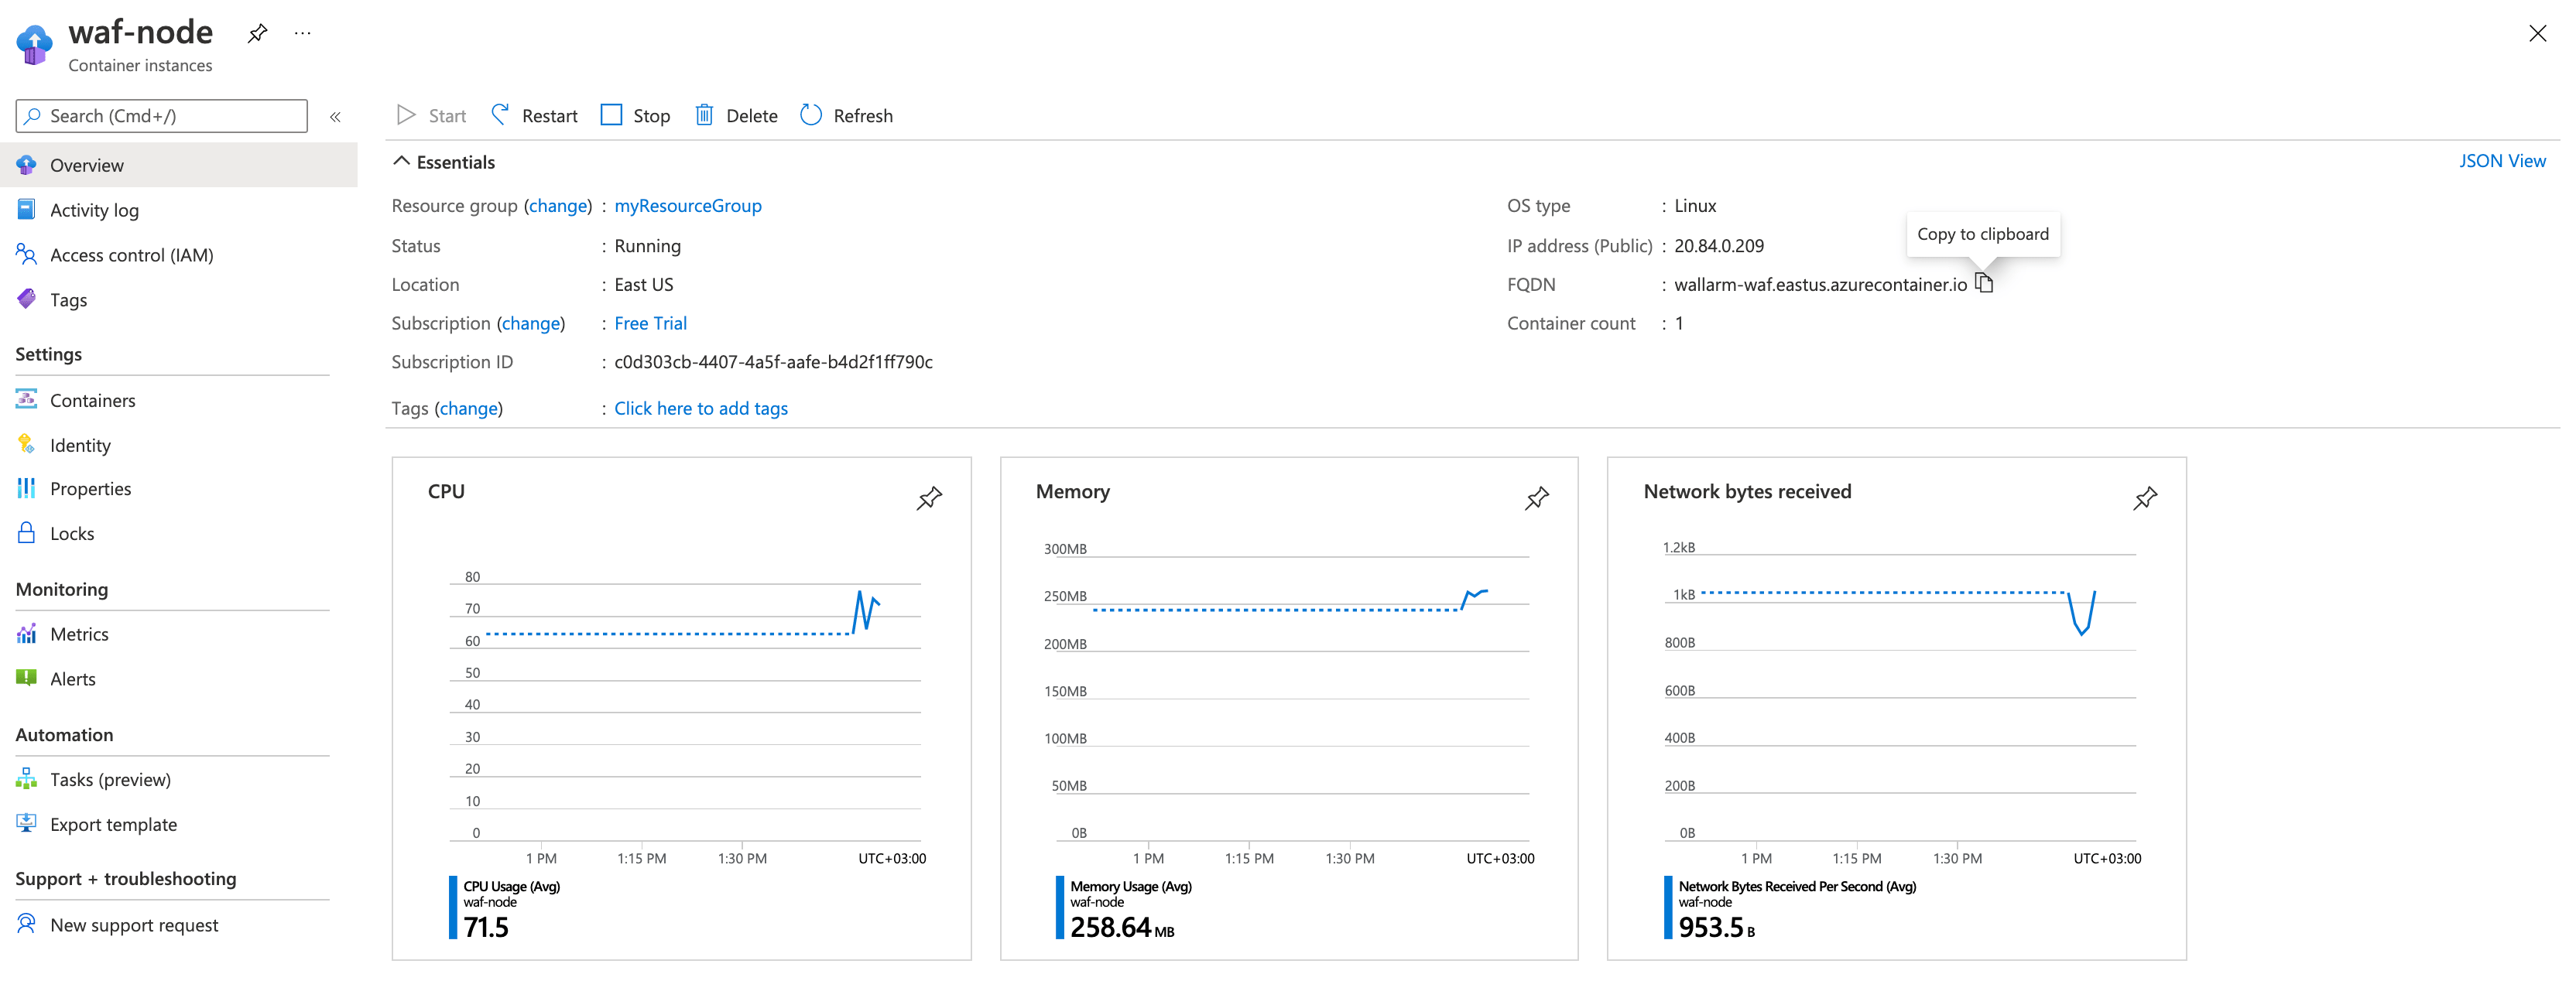 waf-node
Container instances
Search (Cmd+/)
«
Overview
Activity log
Access control (IAM)
Tags
Settings
Containers
Identity
Properties
Locks
Monitoring
Metrics
Alerts
Automation
Tasks (preview)
Export template
Support + troubleshooting
New support request
Start Restart Stop Delete Refresh
Essentials
JSON View
Resource group (change) : myResourceGroup
Status : Running
Location : East US
Subscription (change) : Free Trial
Subscription ID : c0d303cb-4407-4a5f-aafe-b4d2f1ff790c
Tags (change) : Click here to add tags
OS type : Linux
Copy to clipboard
IP address (Public) : 20.84.0.209
FQDN : wallarm-waf.eastus.azurecontainer.io
Container count : 1
CPU
80
70
60
50
40
30
20
10
0
1 PM 1:15 PM 1:30 PM UTC+03:00
CPU Usage (Avg)
waf-node
71.5
Memory
300MB
250MB
200MB
150MB
100MB
50MB
0B
1 PM 1:15 PM 1:30 PM UTC+03:00
Memory Usage (Avg)
waf-node
258.64 MB
Network bytes received
1.2kB
1kB
800B
600B
400B
200B
0B
1 PM 1:15 PM 1:30 PM UTC+03:00
Network Bytes Received Per Second (Avg)
waf-node
953.5 B